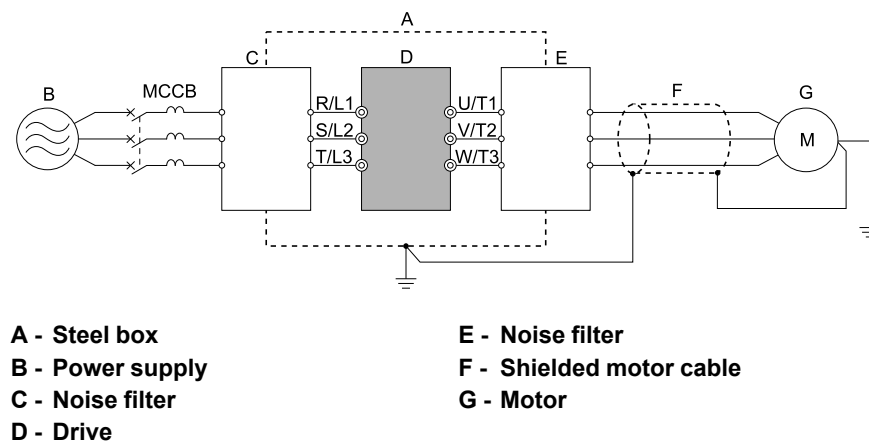 A
C
D
E
B
MCCB
F
G
R/L1
U/T1
S/L2
V/T2
M
T/L3
W/T3
A - Steel box
B - Power supply
C - Noise filter
D - Drive
E - Noise filter
F - Shielded motor cable
G - Motor